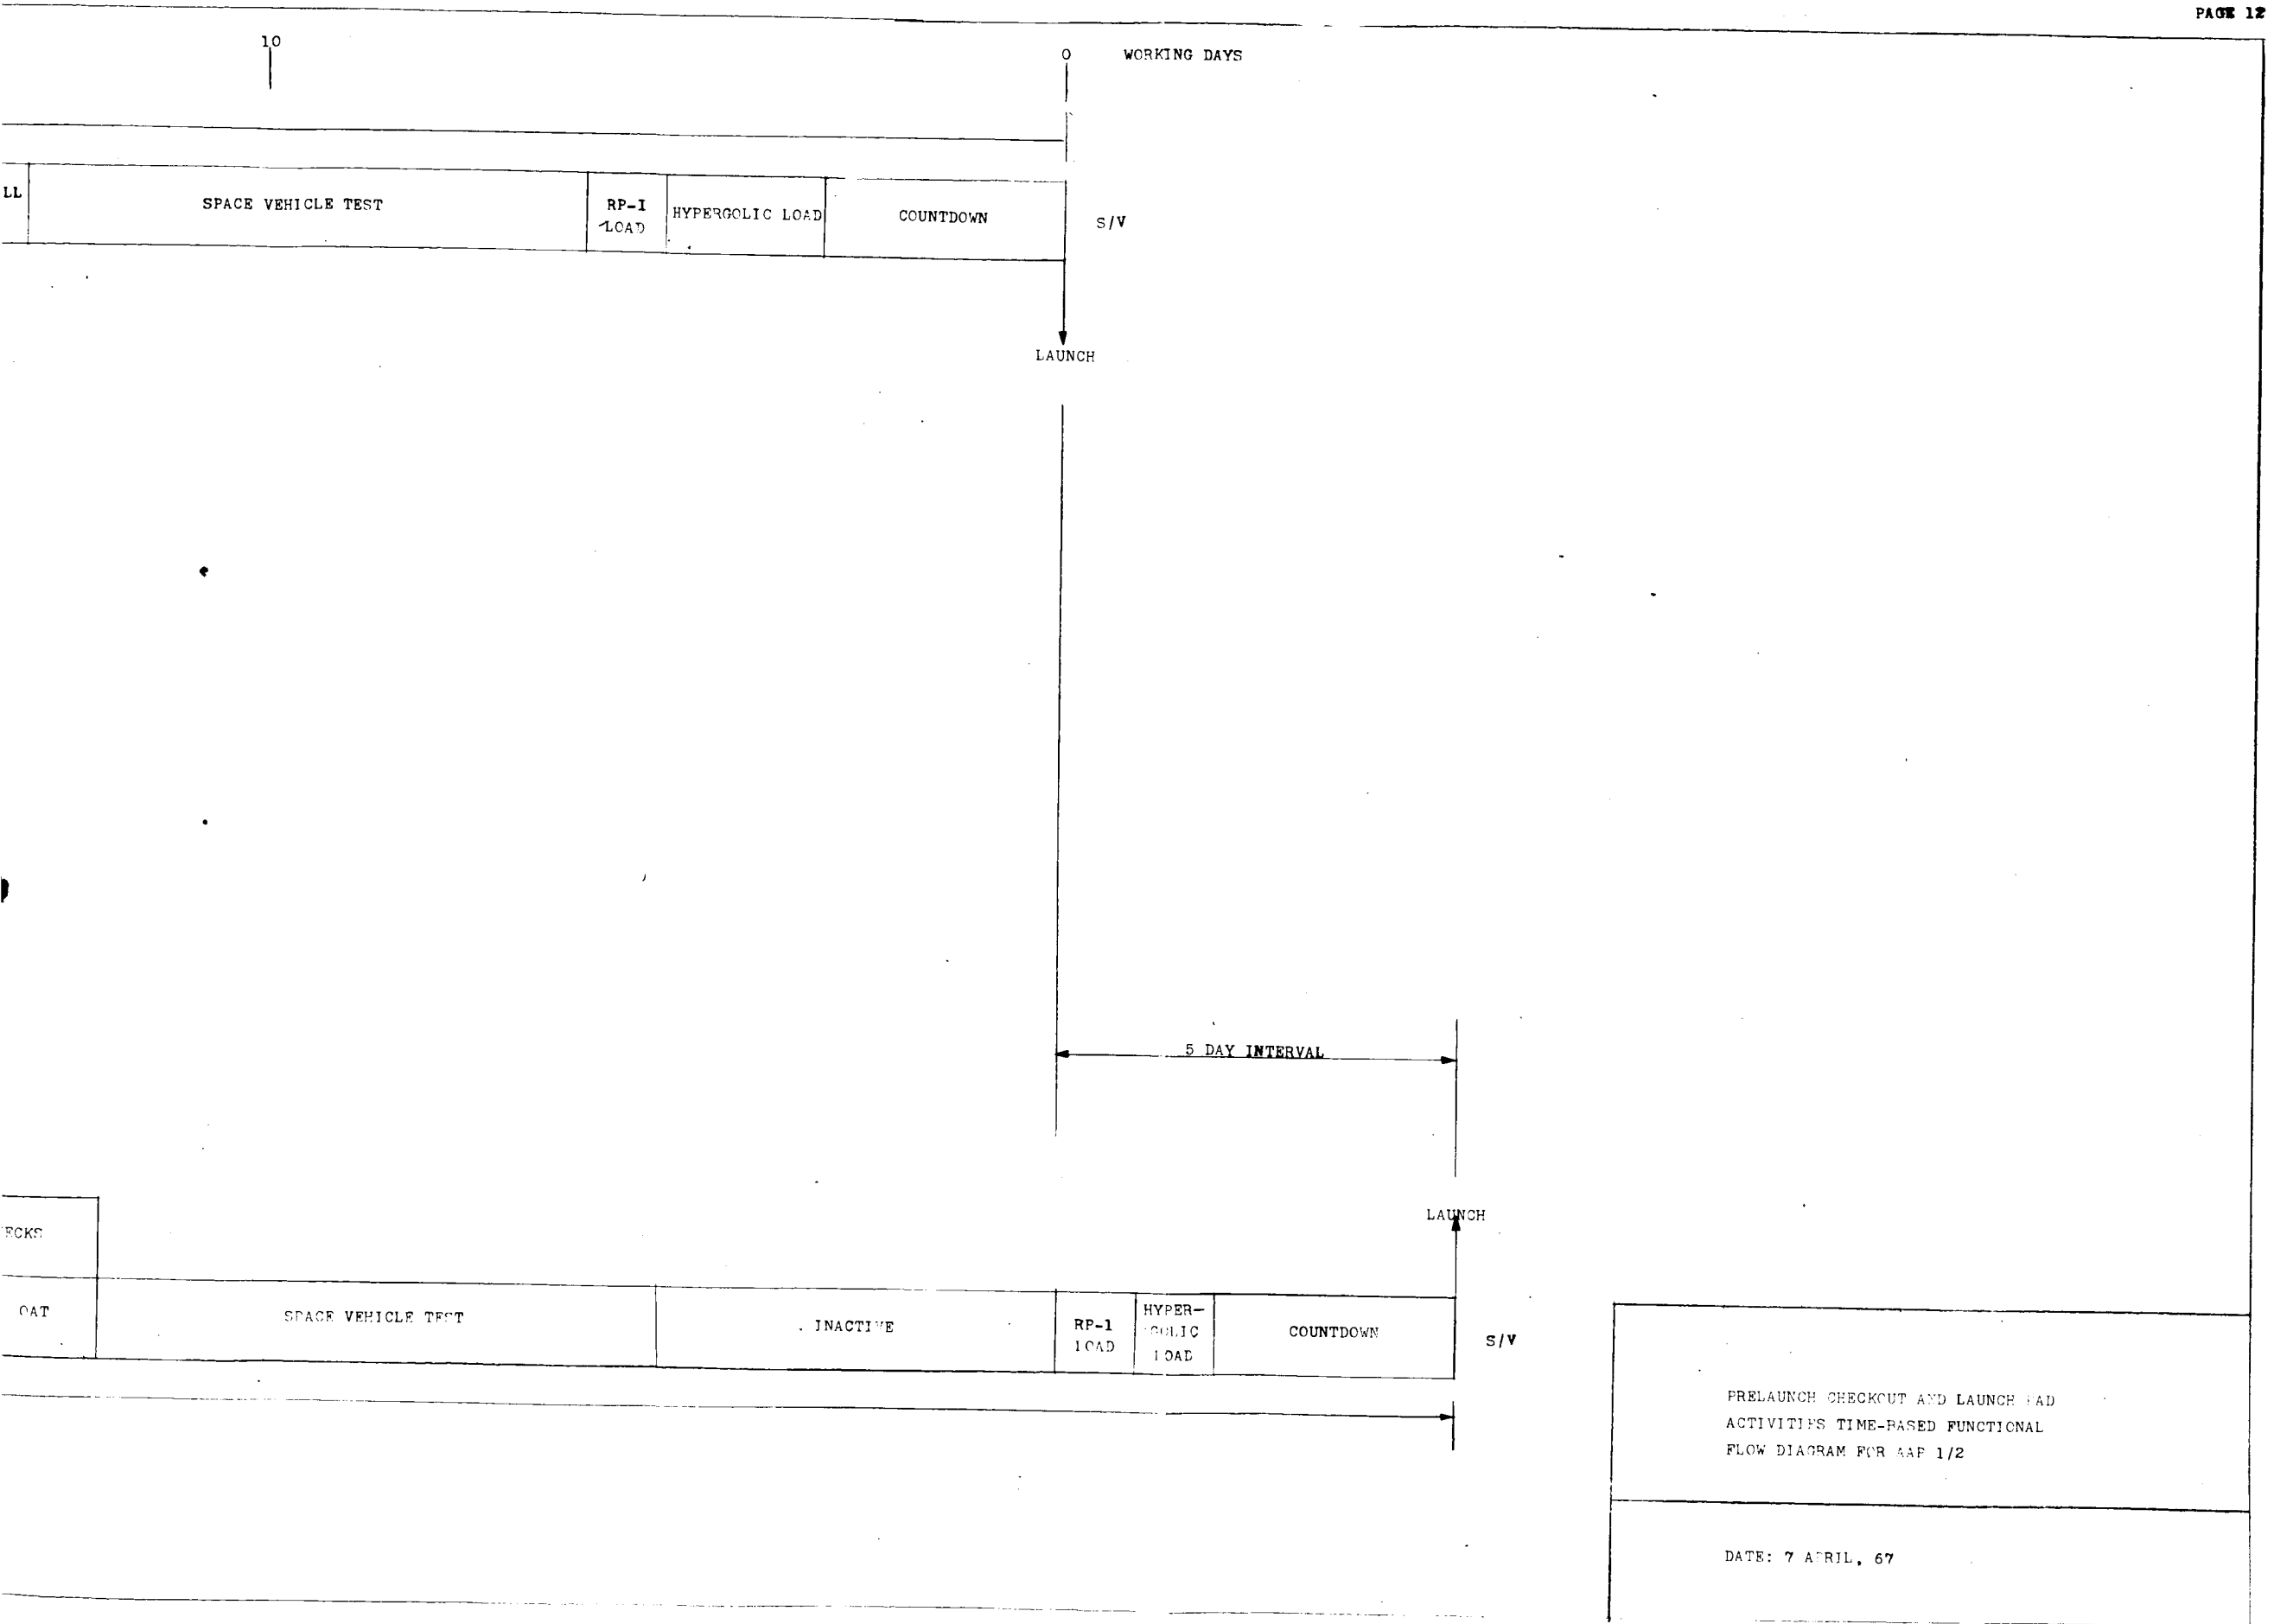 PAGE 12
10
0 WORKING DAYS
LL
SPACE VEHICLE TEST
RP-I
LOAD
HYPERGOLIC LOAD
COUNTDOWN
S/V
LAUNCH
5 DAY INTERVAL
LAUNCH
ECKS
OAT
SPACE VEHICLE TEST
INACTIVE
RP-1
LOAD
HYPER-
GOLIC
LOAD
COUNTDOWN
S/V
PRELAUNCH CHECKOUT AND LAUNCH PAD
ACTIVITIES TIME-BASED FUNCTIONAL
FLOW DIAGRAM FOR AAP 1/2
DATE: 7 APRIL, 67